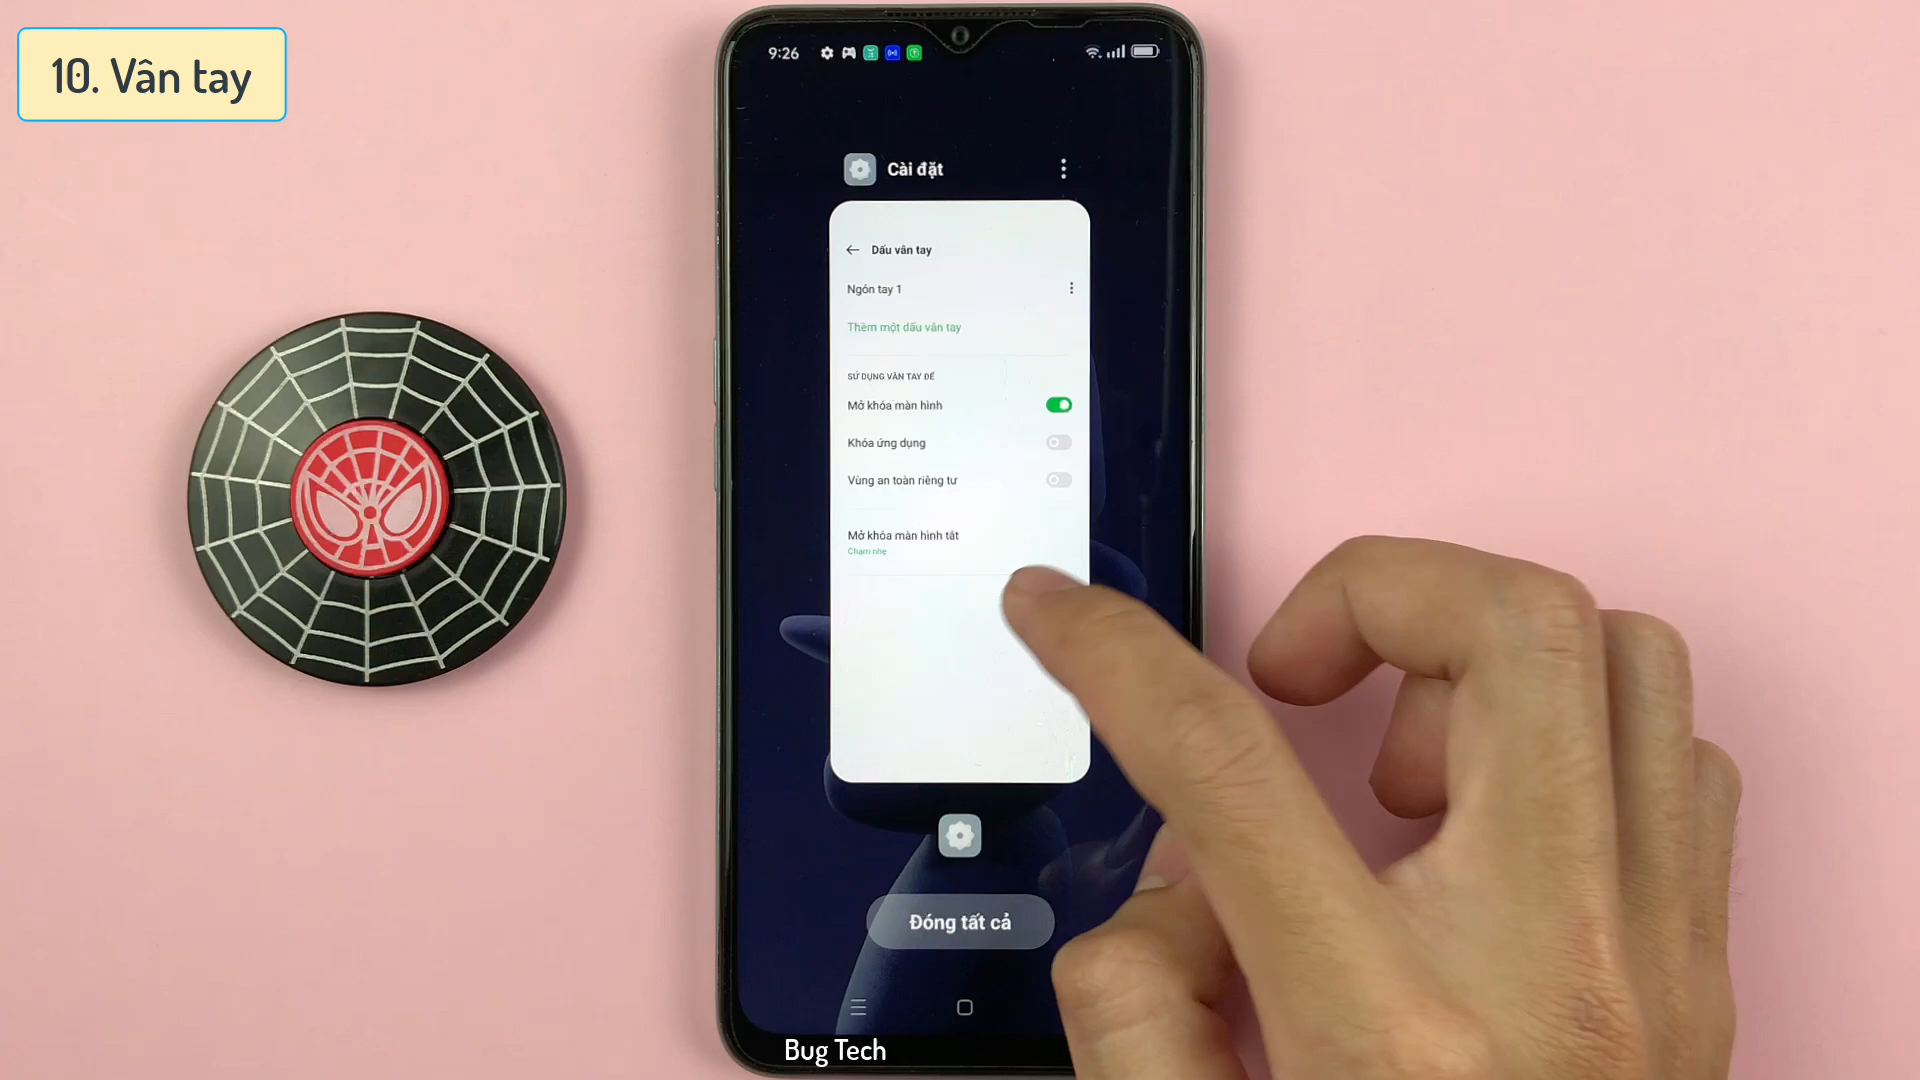 10. Vân tay
9:26
Cài đặt
Dấu vân tay
Ngón tay 1
Thêm một dấu vân tay
SỬ DỤNG VÂN TAY ĐỂ
Mở khóa màn hình
Khóa ứng dụng
Vùng an toàn riêng tư
Mở khóa màn hình tắt
Chạm nhẹ
Đóng tất cả
Bug Tech